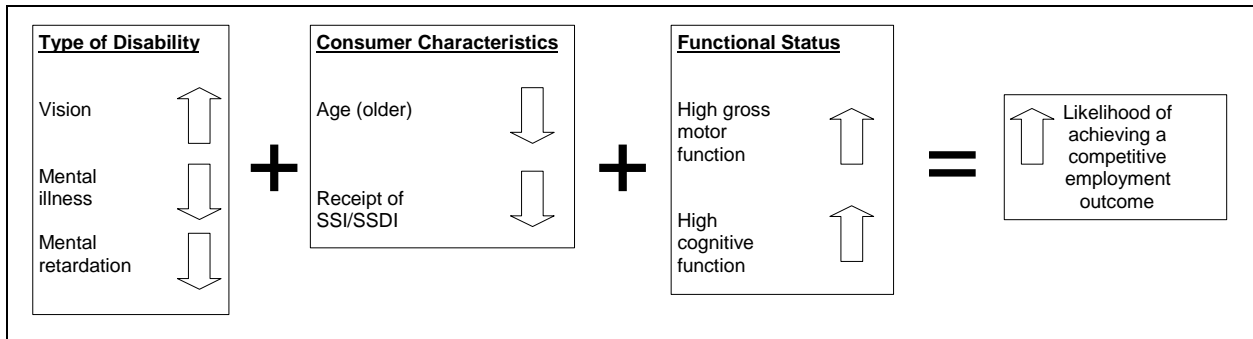 Type of Disability
Vision
Mental
illness
Mental
retardation
+
Consumer Characteristics
Age (older)
Receipt of
SSI/SSDI
+
Functional Status
High gross
motor
function
High
cognitive
function
=
Likelihood of
achieving a
competitive
employment
outcome